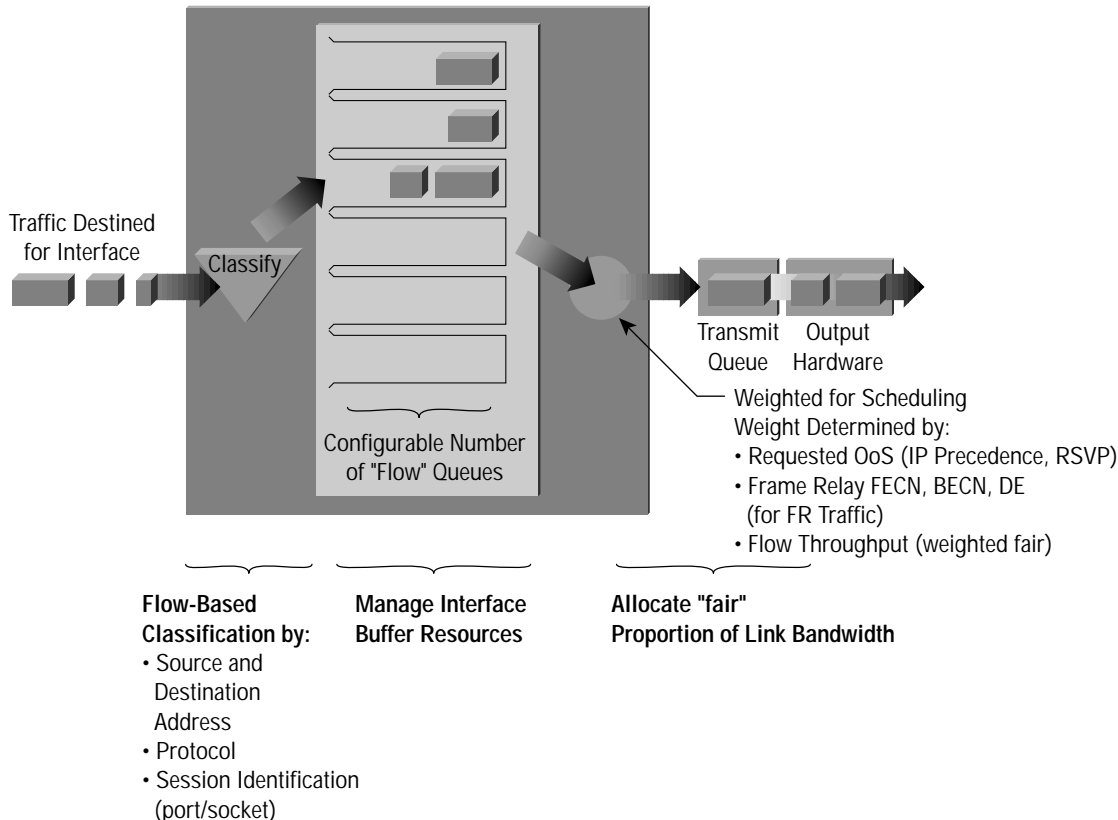 Traffic Destined
for Interface
Classify
Configurable Number
of "Flow" Queues
Transmit
Queue
Output
Hardware
Weighted for Scheduling
Weight Determined by:
• Requested OoS (IP Precedence, RSVP)
• Frame Relay FECN, BECN, DE
(for FR Traffic)
• Flow Throughput (weighted fair)
Flow-Based
Classification by:
• Source and
Destination
Address
• Protocol
• Session Identification
(port/socket)
Manage Interface
Buffer Resources
Allocate "fair"
Proportion of Link Bandwidth